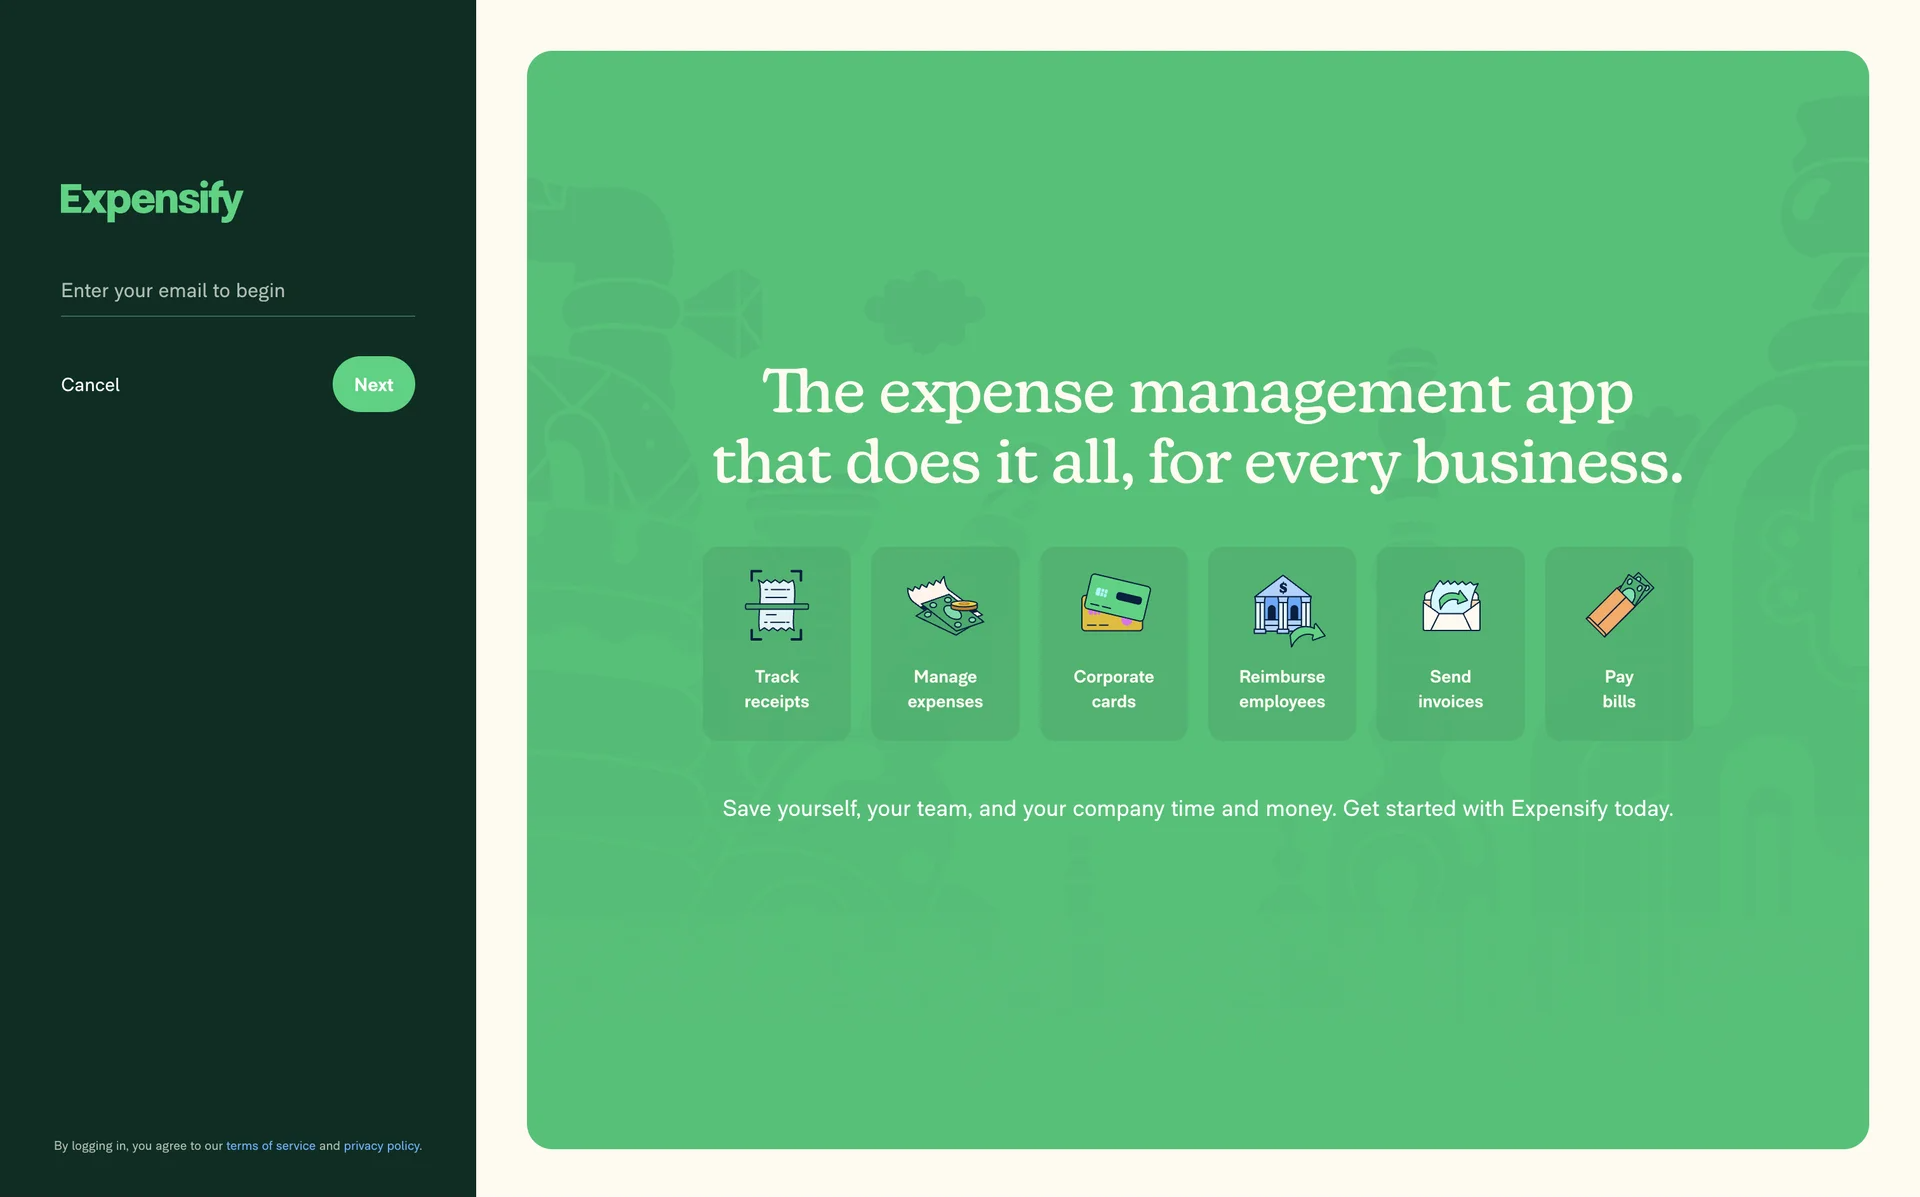 Expensify
Enter your email to begin
Cancel
Next
By logging in, you agree to our terms of service and privacy policy.
The expense management app
that does it all, for every business.
Track
receipts
Manage
expenses
Corporate
cards
$
Reimburse
employees
Send
invoices
Pay
bills
Save yourself, your team, and your company time and money. Get started with Expensify today.